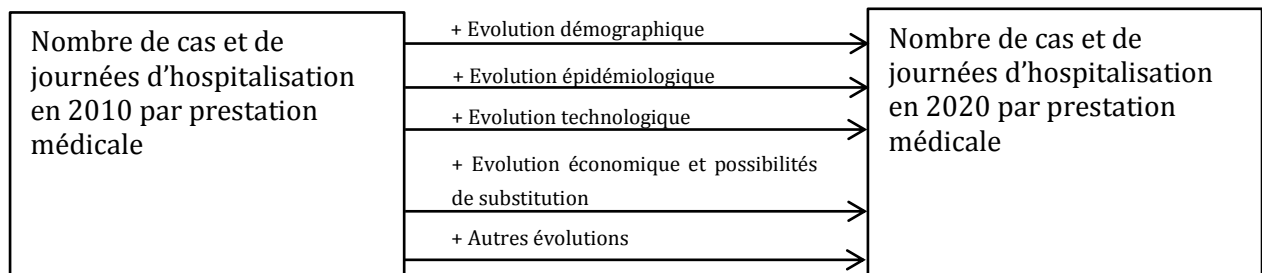 Nombre de cas et de
journées d’hospitalisation
en 2010 par prestation
médicale
+ Evolution démographique
+ Evolution épidémiologique
+ Evolution technologique
+ Evolution économique et possibilités
de substitution
+ Autres évolutions
Nombre de cas et de
journées d’hospitalisation
en 2020 par prestation
médicale